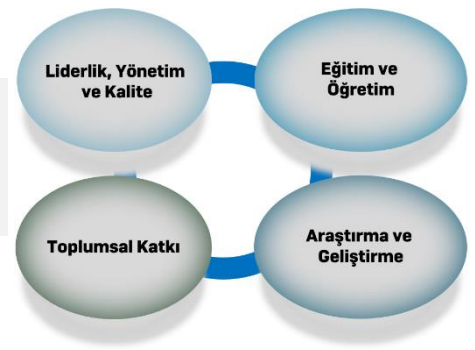 Liderlik, Yönetim
ve Kalite
Eğitim ve
Öğretim
Toplumsal Katkı
Araştırma ve
Geliştirme